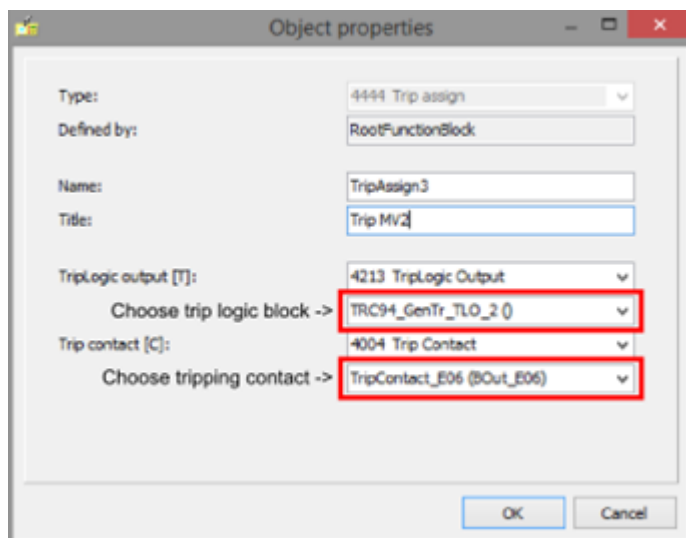 Object properties
Type: 4444 Trip assign
Defined by: RootFunctionBlock
Name: TripAssign3
Title: Trip MV2
TripLogic output [T]: 4213 TripLogic Output
Choose trip logic block -> TRC94_GenTr_TLO_2 ()
Trip contact [C]: 4004 Trip Contact
Choose tripping contact -> TripContact_E06 (BOut_E06)
OK Cancel